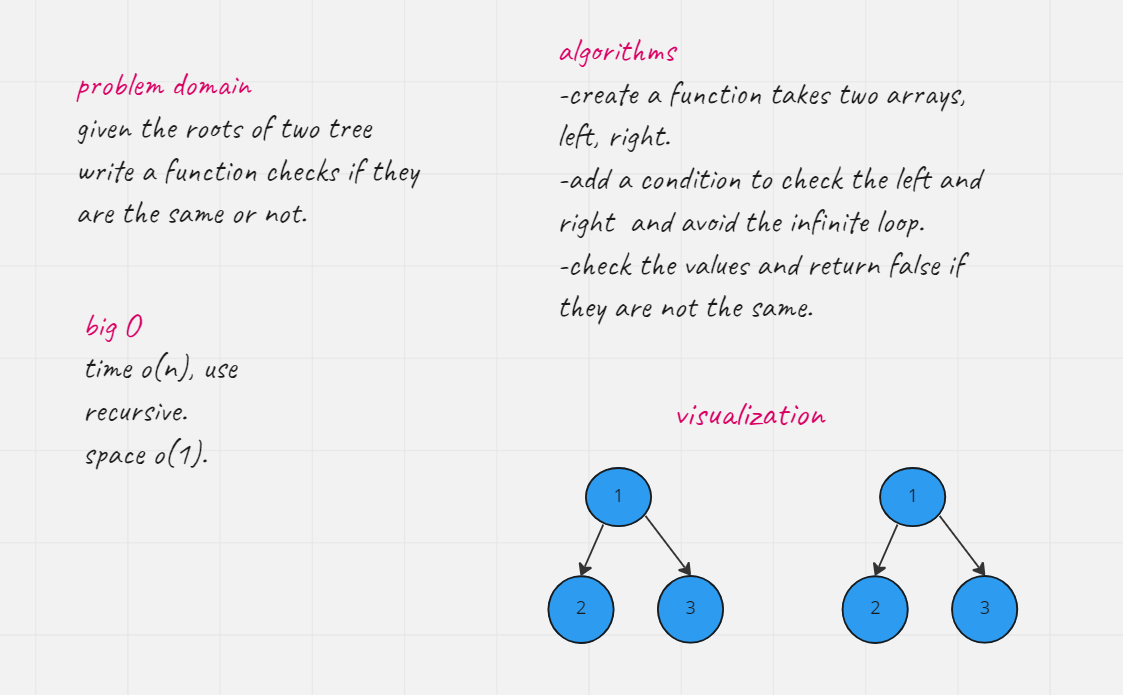 problem domain
given the roots of two tree
write a function checks if they
are the same or not.
big O
time o(n), use
recursive.
space o(1).
algorithms
-create a function takes two arrays,
left, right.
-add a condition to check the left and
right and avoid the infinite loop.
-check the values and return false if
they are not the same.
visualization
1 1
2 3 2 3